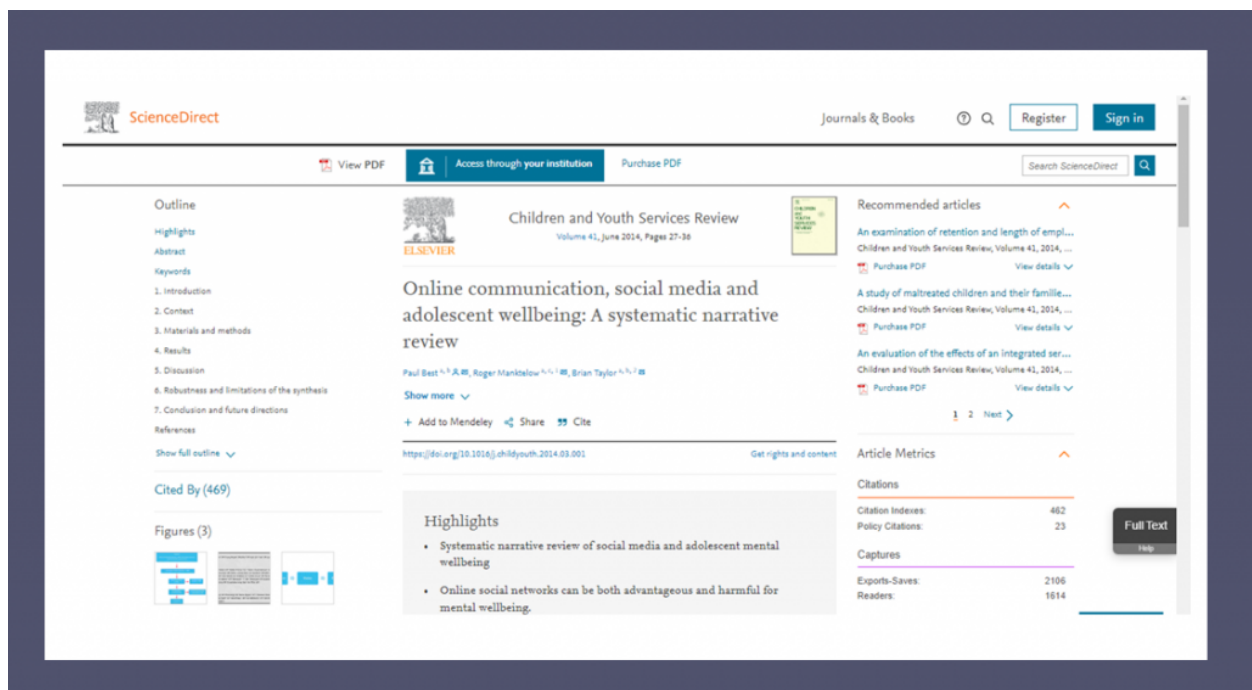 ScienceDirect
Journals & Books
Register
Sign in
View PDF
Access through your institution
Purchase PDF
Search ScienceDirect
Outline
Highlights
Abstract
Keywords
1. Introduction
2. Context
3. Materials and methods
4. Results
5. Discussion
6. Robustness and limitations of the synthesis
7. Conclusion and future directions
References
Show full outline
Cited By (469)
Figures (3)
ELSEVIER
Children and Youth Services Review
Volume 41, June 2014, Pages 27-36
Online communication, social media and
adolescent wellbeing: A systematic narrative
review
Paul Best a, b, Roger Manktelow a, c, 1, Brian Taylor a, b, 2
Show more
+ Add to Mendeley Share Cite
https://doi.org/10.1016/j.childyouth.2014.03.001
Get rights and content
Highlights
• Systematic narrative review of social media and adolescent mental
wellbeing
• Online social networks can be both advantageous and harmful for
mental wellbeing.
Recommended articles
An examination of retention and length of empl...
Children and Youth Services Review, Volume 41, 2014, ...
Purchase PDF View details
A study of maltreated children and their familie...
Children and Youth Services Review, Volume 41, 2014, ...
Purchase PDF View details
An evaluation of the effects of an integrated ser...
Children and Youth Services Review, Volume 41, 2014, ...
Purchase PDF View details
1 2 Next
Article Metrics
Citations
Citation Indexes: 462
Policy Citations: 23
Captures
Exports-Saves: 2106
Readers: 1614
Full Text
Help